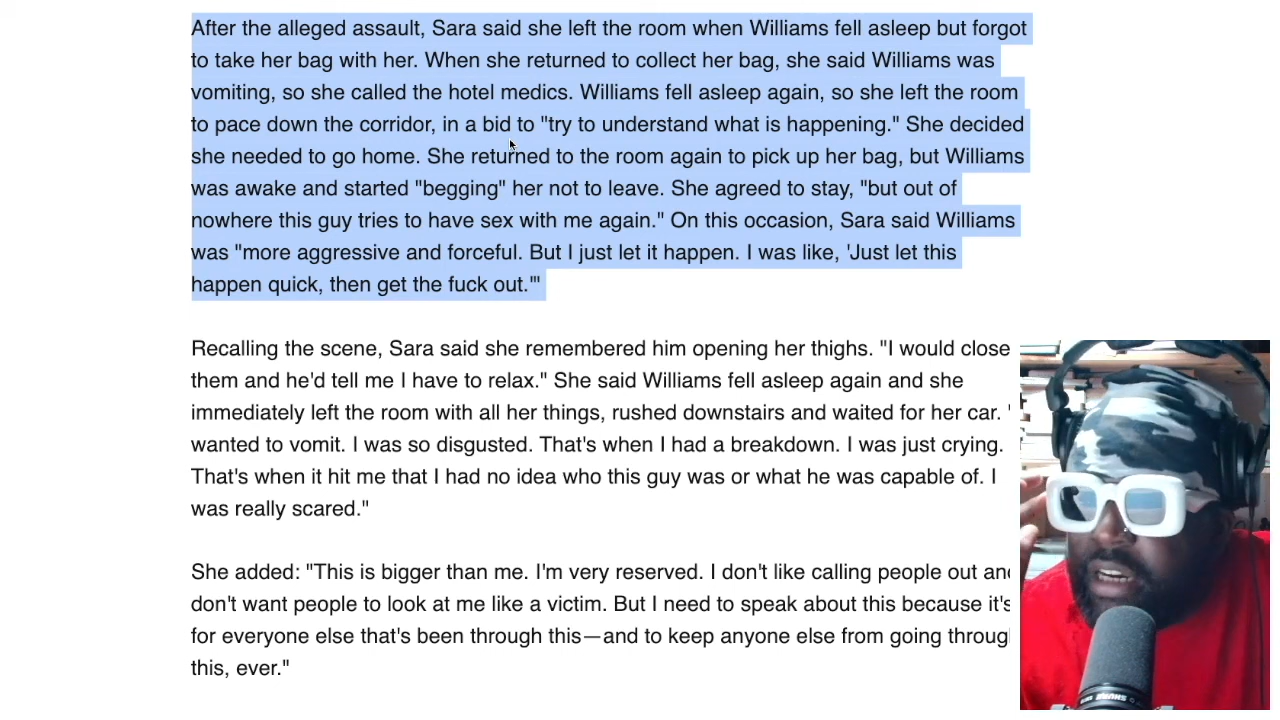 After the alleged assault, Sara said she left the room when Williams fell asleep but forgot
to take her bag with her. When she returned to collect her bag, she said Williams was
vomiting, so she called the hotel medics. Williams fell asleep again, so she left the room
to pace down the corridor, in a bid to "try to understand what is happening." She decided
she needed to go home. She returned to the room again to pick up her bag, but Williams
was awake and started "begging" her not to leave. She agreed to stay, "but out of
nowhere this guy tries to have sex with me again." On this occasion, Sara said Williams
was "more aggressive and forceful. But I just let it happen. I was like, 'Just let this
happen quick, then get the fuck out.'"
Recalling the scene, Sara said she remembered him opening her thighs. "I would close
them and he'd tell me I have to relax." She said Williams fell asleep again and she
immediately left the room with all her things, rushed downstairs and waited for her car.
wanted to vomit. I was so disgusted. That's when I had a breakdown. I was just crying.
That's when it hit me that I had no idea who this guy was or what he was capable of. I
was really scared."
She added: "This is bigger than me. I'm very reserved. I don't like calling people out and
don't want people to look at me like a victim. But I need to speak about this because it's
for everyone else that's been through this—and to keep anyone else from going through
this, ever."
SHURE